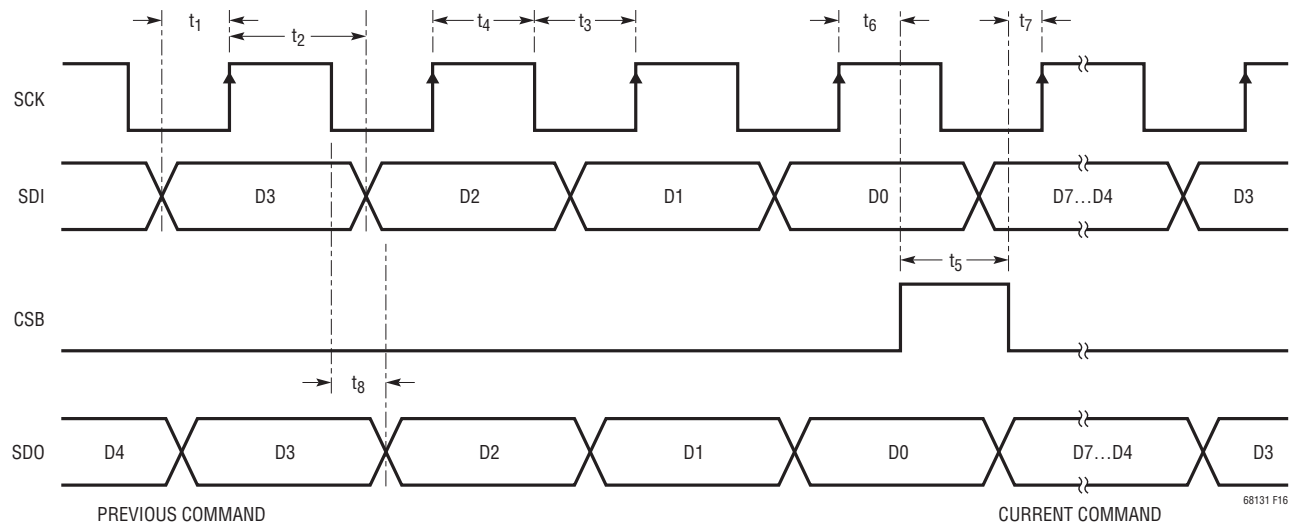 t1 t2 t4 t3 t6 t7
SCK
SDI D3 D2 D1 D0 D7...D4 D3
t5
CSB
t8
SDO D4 D3 D2 D1 D0 D7...D4 D3
68131 F16
PREVIOUS COMMAND CURRENT COMMAND